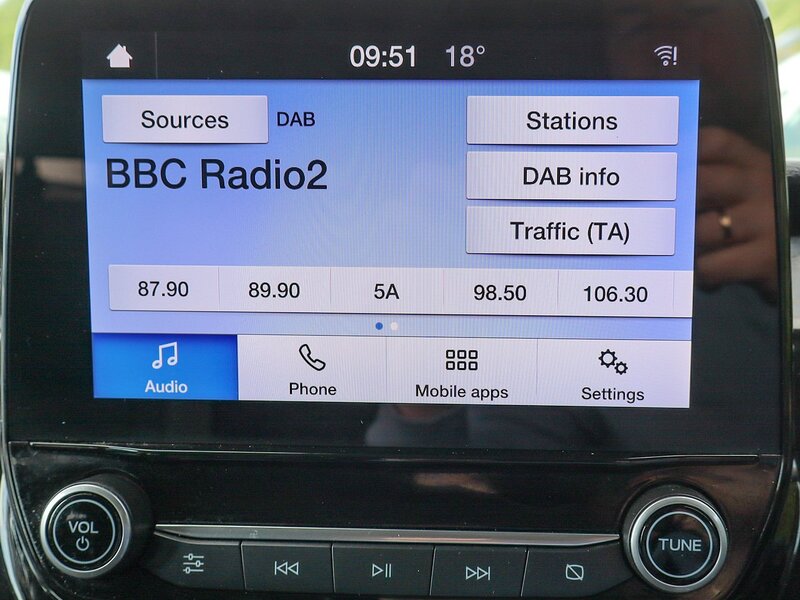 09:51 18°
Sources DAB Stations
BBC Radio2 DAB info
Traffic (TA)
87.90 89.90 5A 98.50 106.30
Audio Phone Mobile apps Settings
VOL TUNE